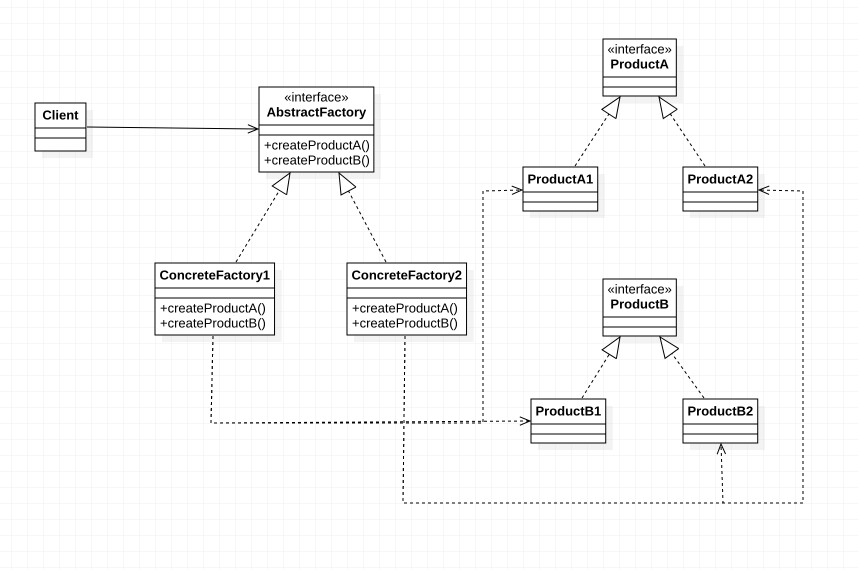 «interface»
ProductA
«interface»
AbstractFactory
+createProductA()
+createProductB()
Client
ProductA1
ProductA2
ConcreteFactory1
+createProductA()
+createProductB()
ConcreteFactory2
+createProductA()
+createProductB()
«interface»
ProductB
ProductB1
ProductB2